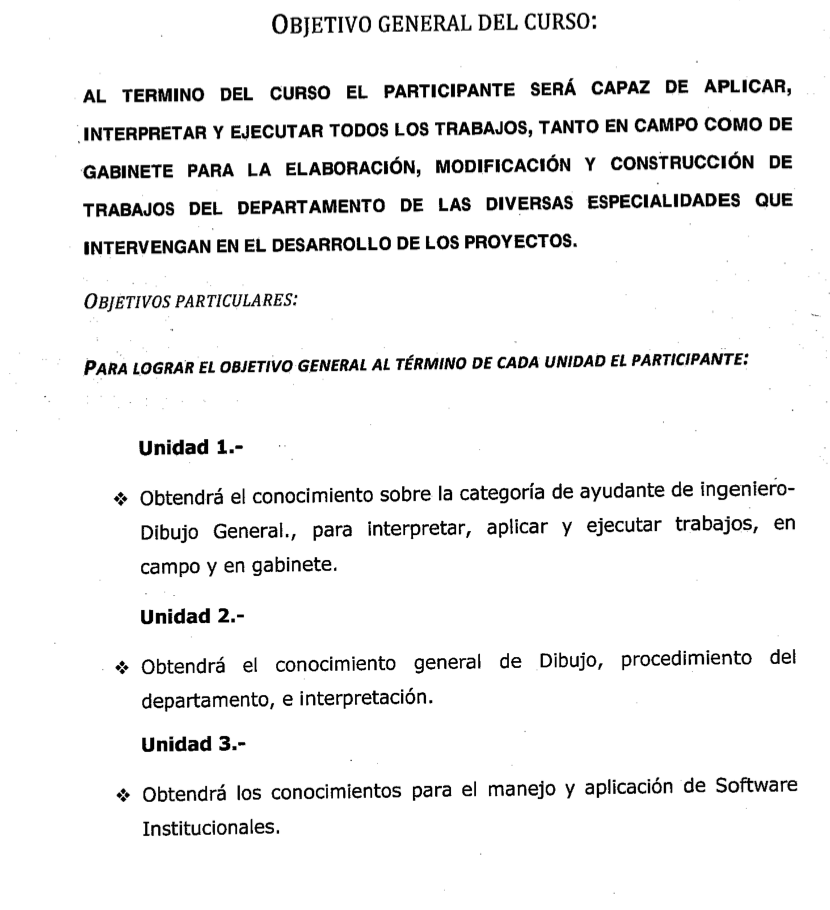 OBJETIVO GENERAL DEL CURSO:
AL TERMINO DEL CURSO EL PARTICIPANTE SERÁ CAPAZ DE APLICAR,
INTERPRETAR Y EJECUTAR TODOS LOS TRABAJOS, TANTO EN CAMPO COMO DE
GABINETE PARA LA ELABORACIÓN, MODIFICACIÓN Y CONSTRUCCIÓN DE
TRABAJOS DEL DEPARTAMENTO DE LAS DIVERSAS ESPECIALIDADES QUE
INTERVENGAN EN EL DESARROLLO DE LOS PROYECTOS.
OBJETIVOS PARTICULARES:
PARA LOGRAR EL OBJETIVO GENERAL AL TÉRMINO DE CADA UNIDAD EL PARTICIPANTE:
Unidad 1.-
❖ Obtendrá el conocimiento sobre la categoría de ayudante de ingeniero-
Dibujo General., para interpretar, aplicar y ejecutar trabajos, en
campo y en gabinete.
Unidad 2.-
❖ Obtendrá el conocimiento general de Dibujo, procedimiento del
departamento, e interpretación.
Unidad 3.-
❖ Obtendrá los conocimientos para el manejo y aplicación de Software
Institucionales.